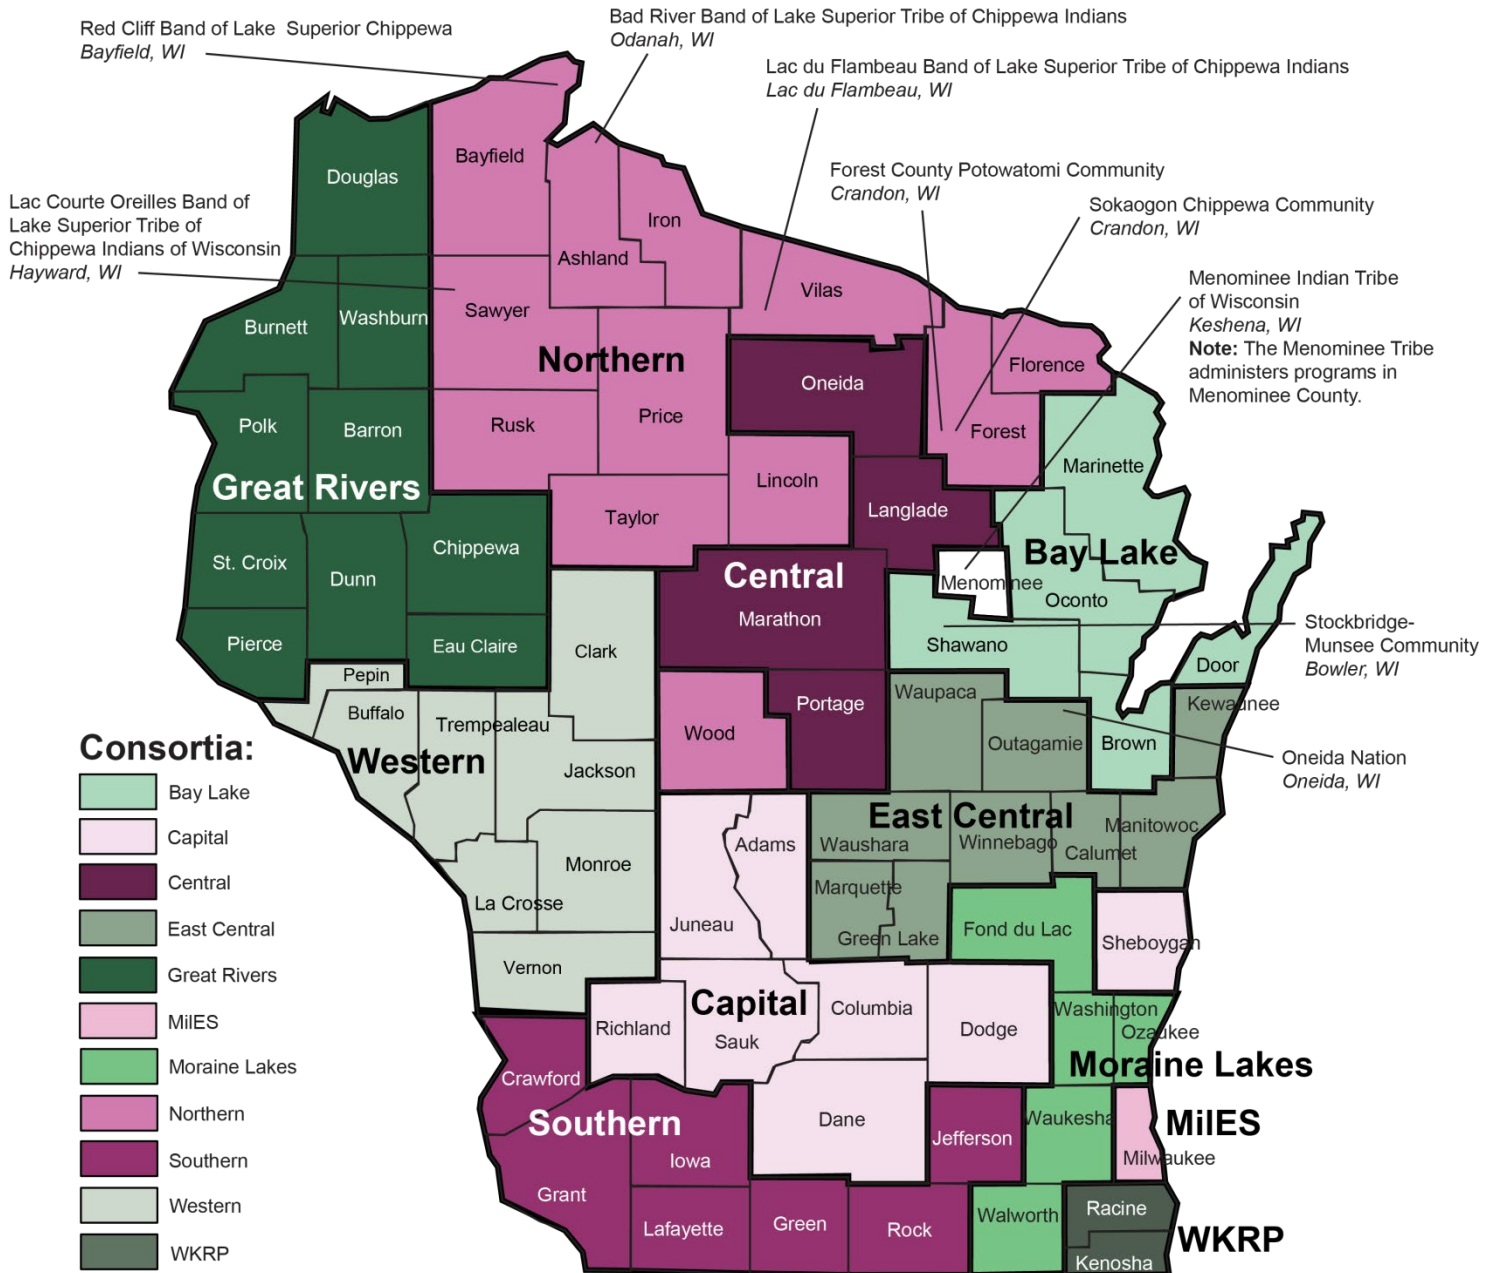 Red Cliff Band of Lake  Superior Chippewa
Bayfield, WI
Bad River Band of Lake Superior Tribe of Chippewa Indians
Odanah, WI
Lac du Flambeau Band of Lake Superior Tribe of Chippewa Indians
Lac du Flambeau, WI
Forest County Potowatomi Community
Crandon, WI
Sokaogon Chippewa Community
Crandon, WI
Lac Courte Oreilles Band of
Lake Superior Tribe of
Chippewa Indians of Wisconsin
Hayward, WI
Menominee Indian Tribe
of Wisconsin
Keshena, WI
Note: The Menominee Tribe
administers programs in
Menominee County.
Stockbridge-
Munsee Community
Bowler, WI
Oneida Nation
Oneida, WI
Douglas
Bayfield
Iron
Ashland
Vilas
Sawyer
Burnett
Washburn
Northern
Florence
Oneida
Polk
Barron
Rusk
Price
Forest
Marinette
Great Rivers
Lincoln
Taylor
Langlade
Chippewa
St. Croix
Dunn
Central
Bay Lake
Menominee
Oconto
Marathon
Pierce
Eau Claire
Clark
Shawano
Door
Pepin
Waupaca
Kewaunee
Buffalo
Trempealeau
Portage
Wood
Outagamie
Brown
Western
Jackson
East Central
Manitowoc
Adams
Waushara
Winnebago
Calumet
Monroe
Marquette
La Crosse
Juneau
Green Lake
Fond du Lac
Sheboygan
Vernon
Capital
Columbia
Washington
Richland
Sauk
Dodge
Ozaukee
Moraine Lakes
Crawford
Southern
Dane
Jefferson
Waukesha
MilES
Iowa
Milwaukee
Grant
Lafayette
Green
Rock
Walworth
Racine
WKRP
Kenosha
Consortia:
Bay Lake
Capital
Central
East Central
Great Rivers
MilES
Moraine Lakes
Northern
Southern
Western
WKRP